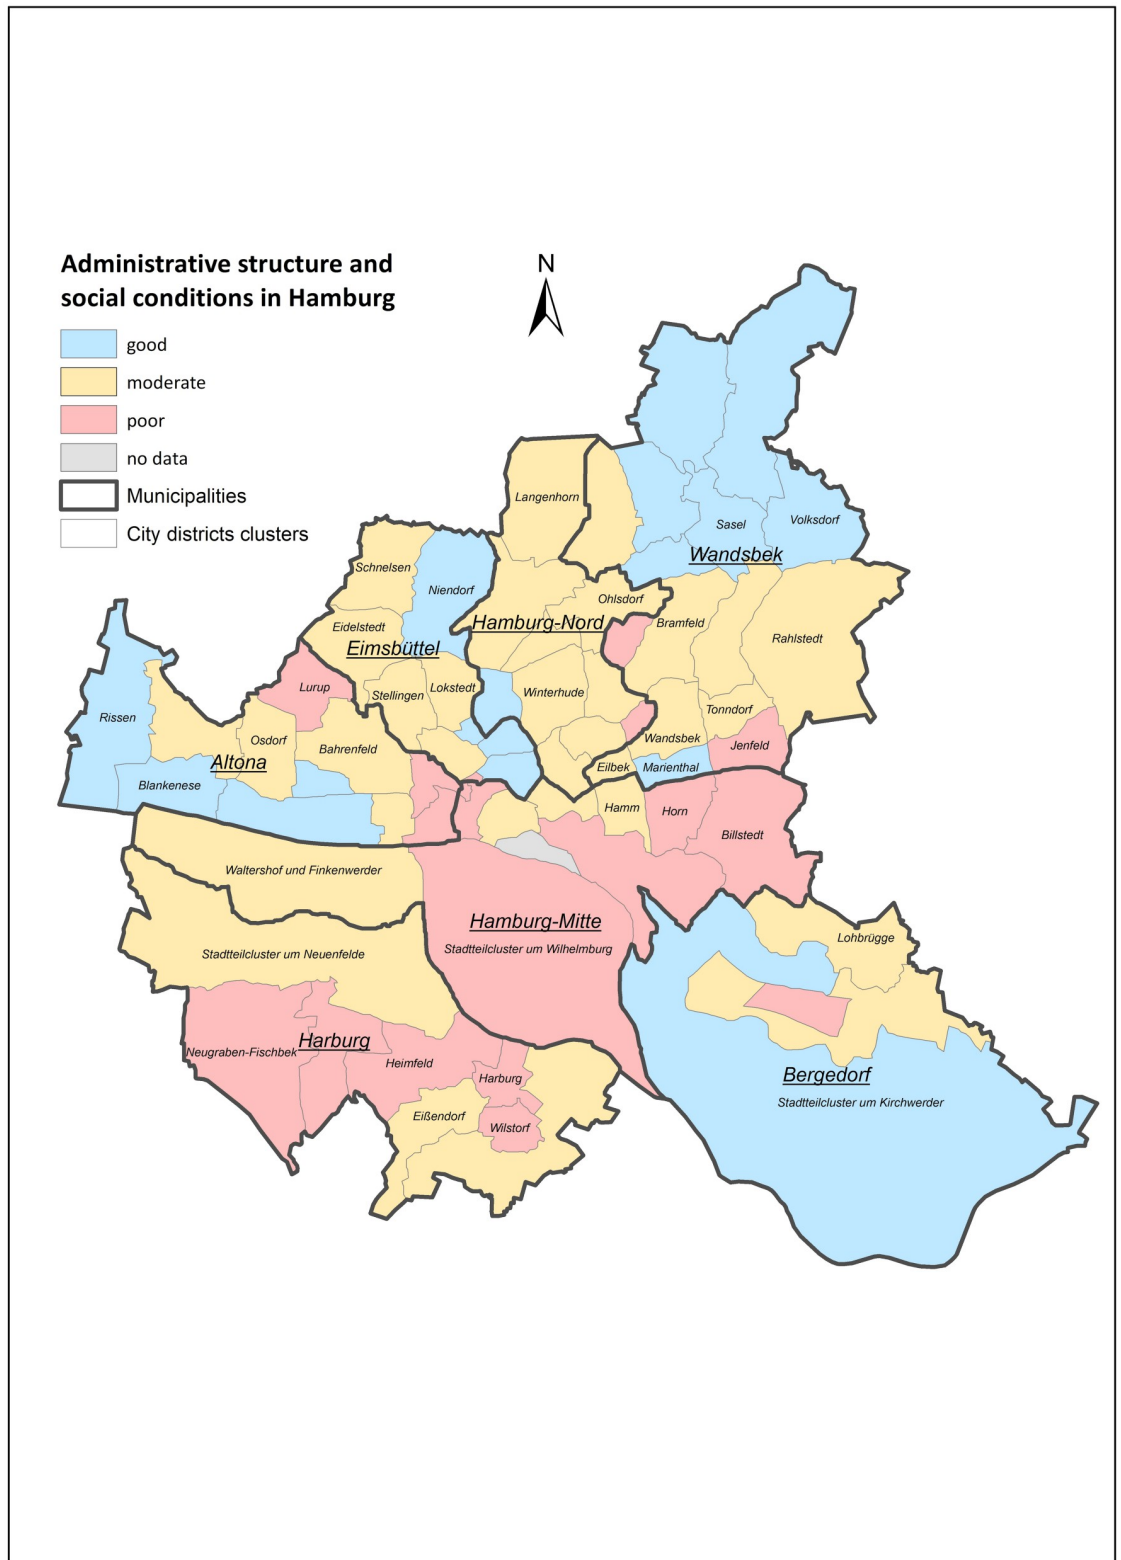 Administrative structure and
social conditions in Hamburg
good
moderate
poor
no data
Municipalities
City districts clusters
N
Langenhorn
Sasel
Volksdorf
Wandsbek
Schnelsen
Niendorf
Ohlsdorf
Eidelstedt
Hamburg-Nord
Bramfeld
Rahlstedt
Eimsbüttel
Lurup
Stellingen
Lokstedt
Winterhude
Rissen
Tonndorf
Osdorf
Bahrenfeld
Wandsbek
Jenfeld
Altona
Eilbek
Marienthal
Blankenese
Hamm
Horn
Billstedt
Waltershof und Finkenwerder
Hamburg-Mitte
Stadtteilcluster um Wilhelmburg
Lohbrügge
Stadtteilcluster um Neuenfelde
Harburg
Neugraben-Fischbek
Heimfeld
Harburg
Bergedorf
Stadtteilcluster um Kirchwerder
Eißendorf
Wilstorf